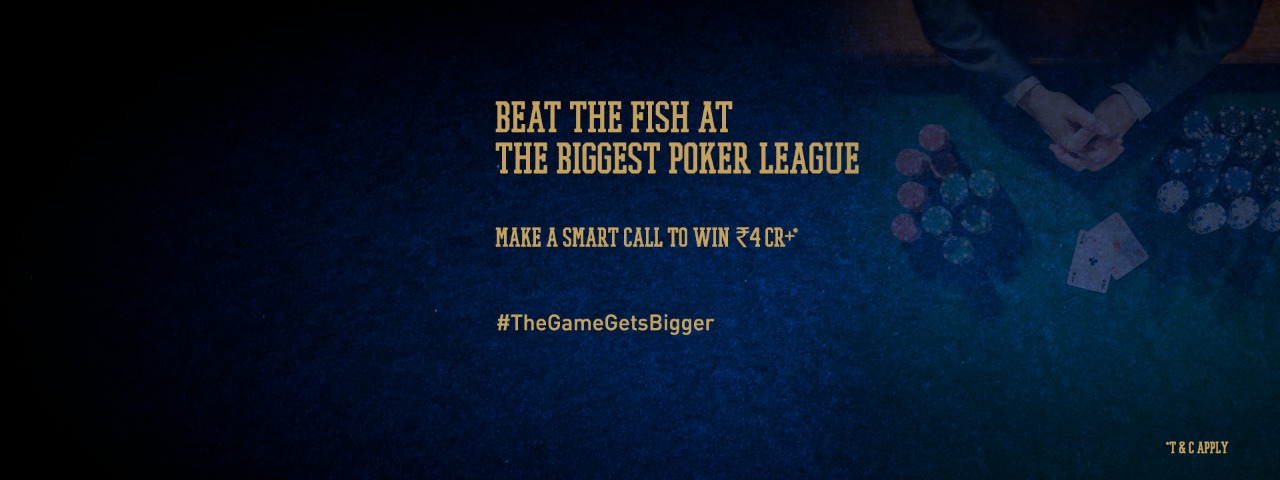 BEAT THE FISH AT
THE BIGGEST POKER LEAGUE
MAKE A SMART CALL TO WIN ₹4 CR+*
#TheGameGetsBigger
*T & C APPLY